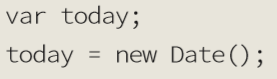 var today;
today = new Date();